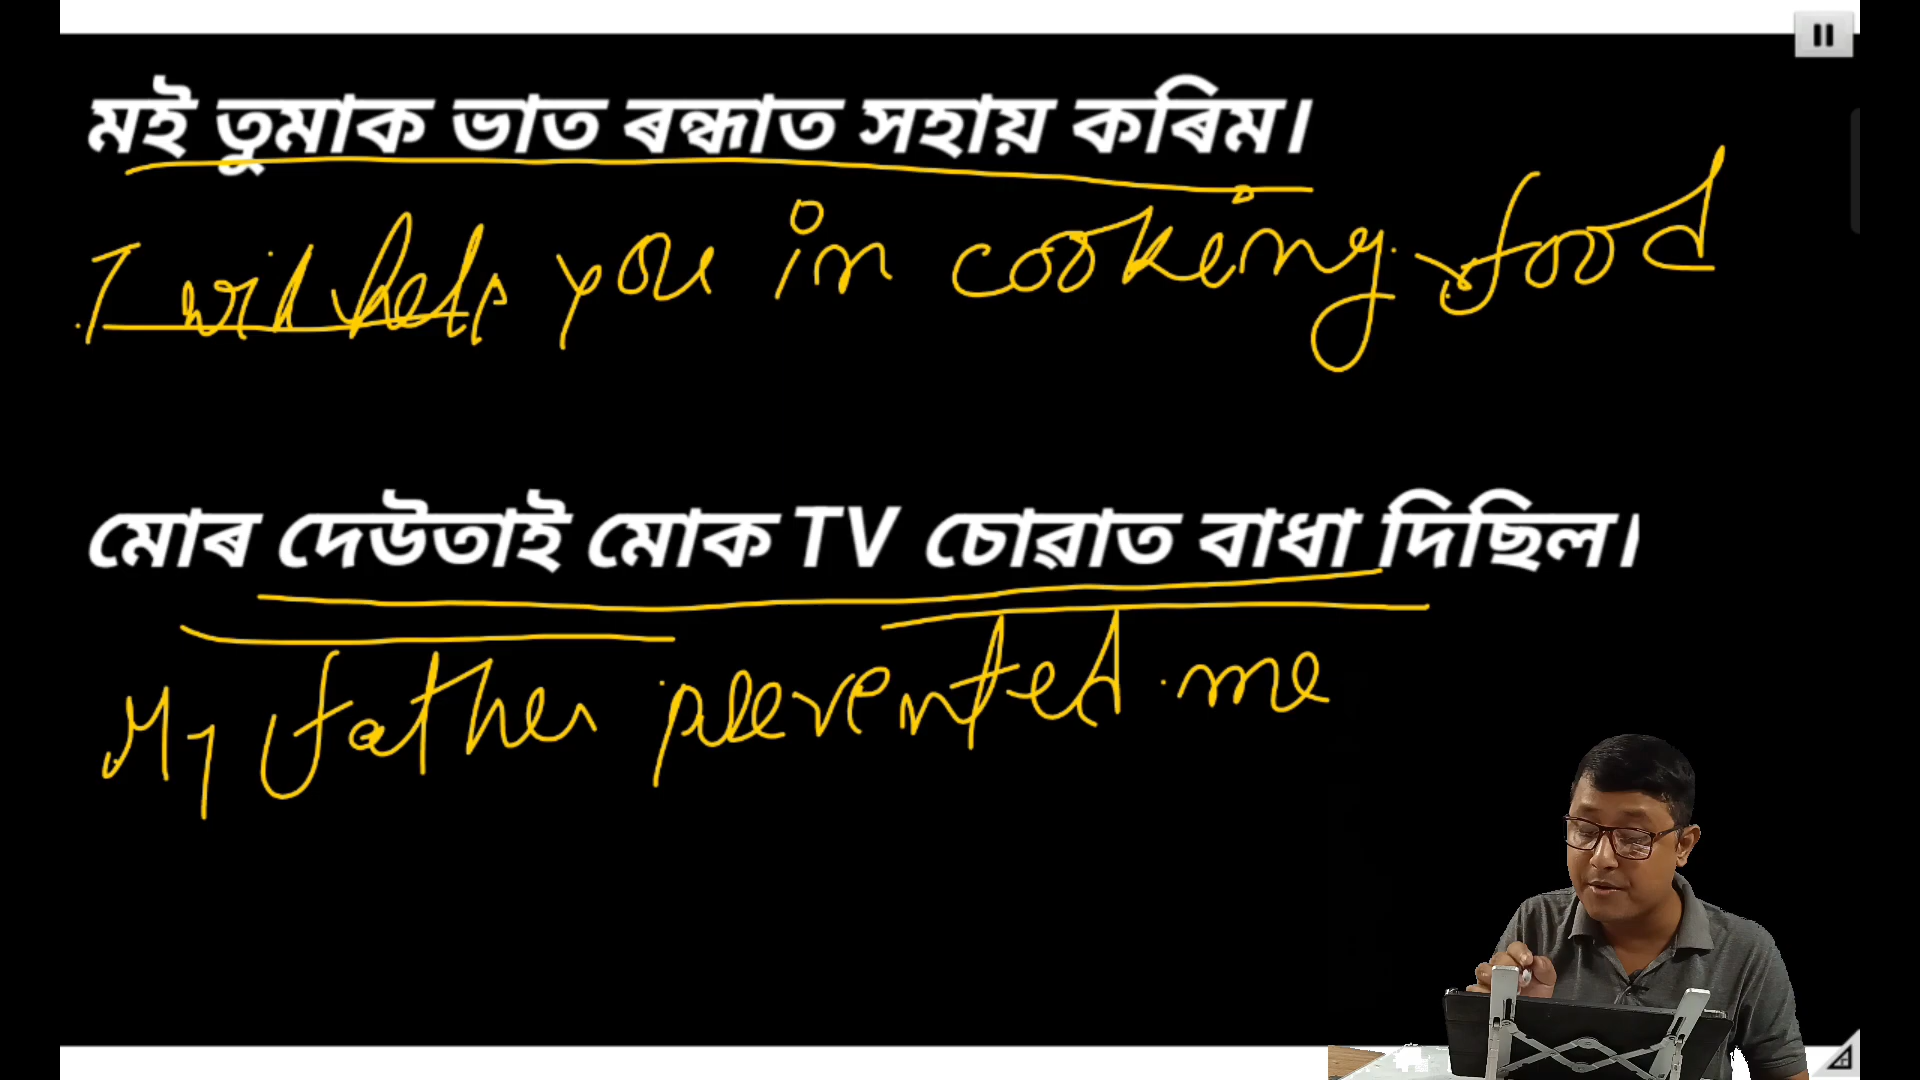 মই তুমাক ভাত ৰন্ধাত সহায় কৰিম।
I will help you in cooking food
মোৰ দেউতাই মোক TV চোৱাত বাধা দিছিল।
My father prevented me